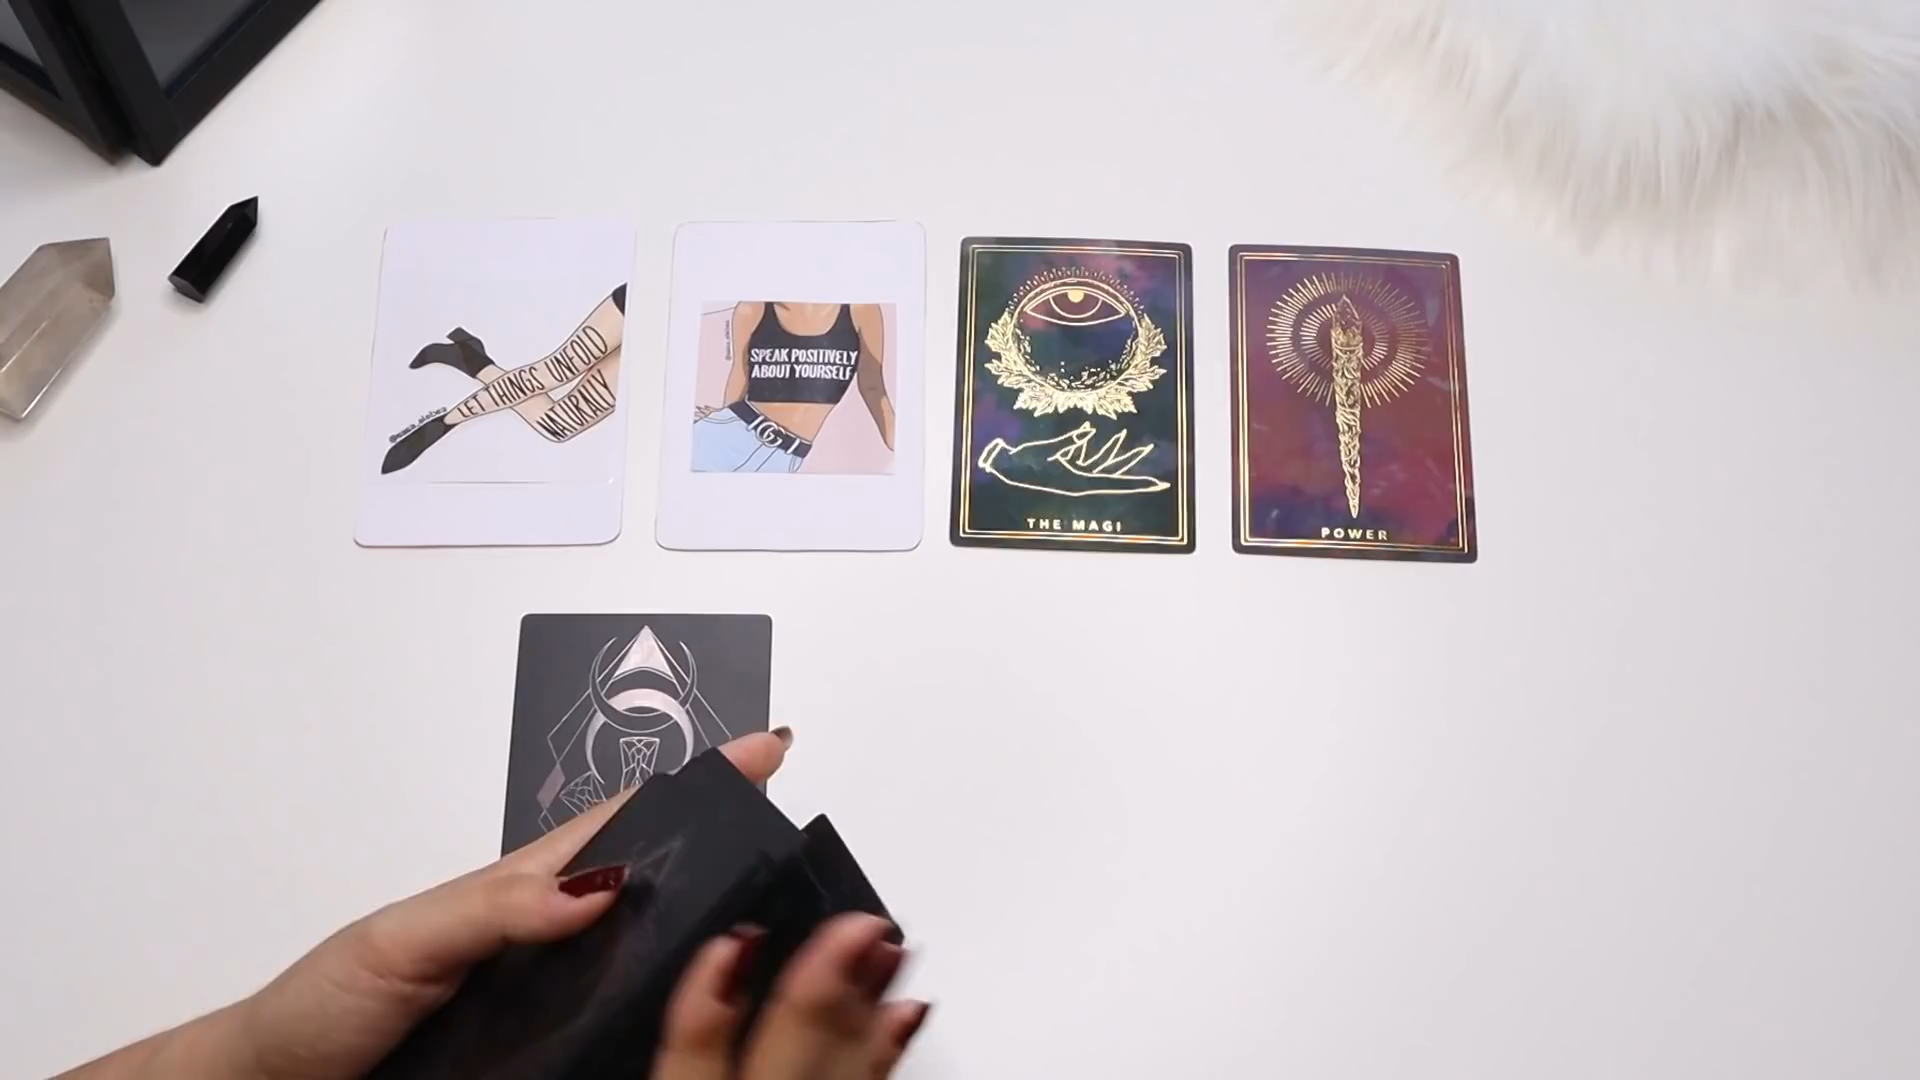 LET THINGS UNFOLD
NATURALLY
SPEAK POSITIVELY
ABOUT YOURSELF
THE MAGI
POWER